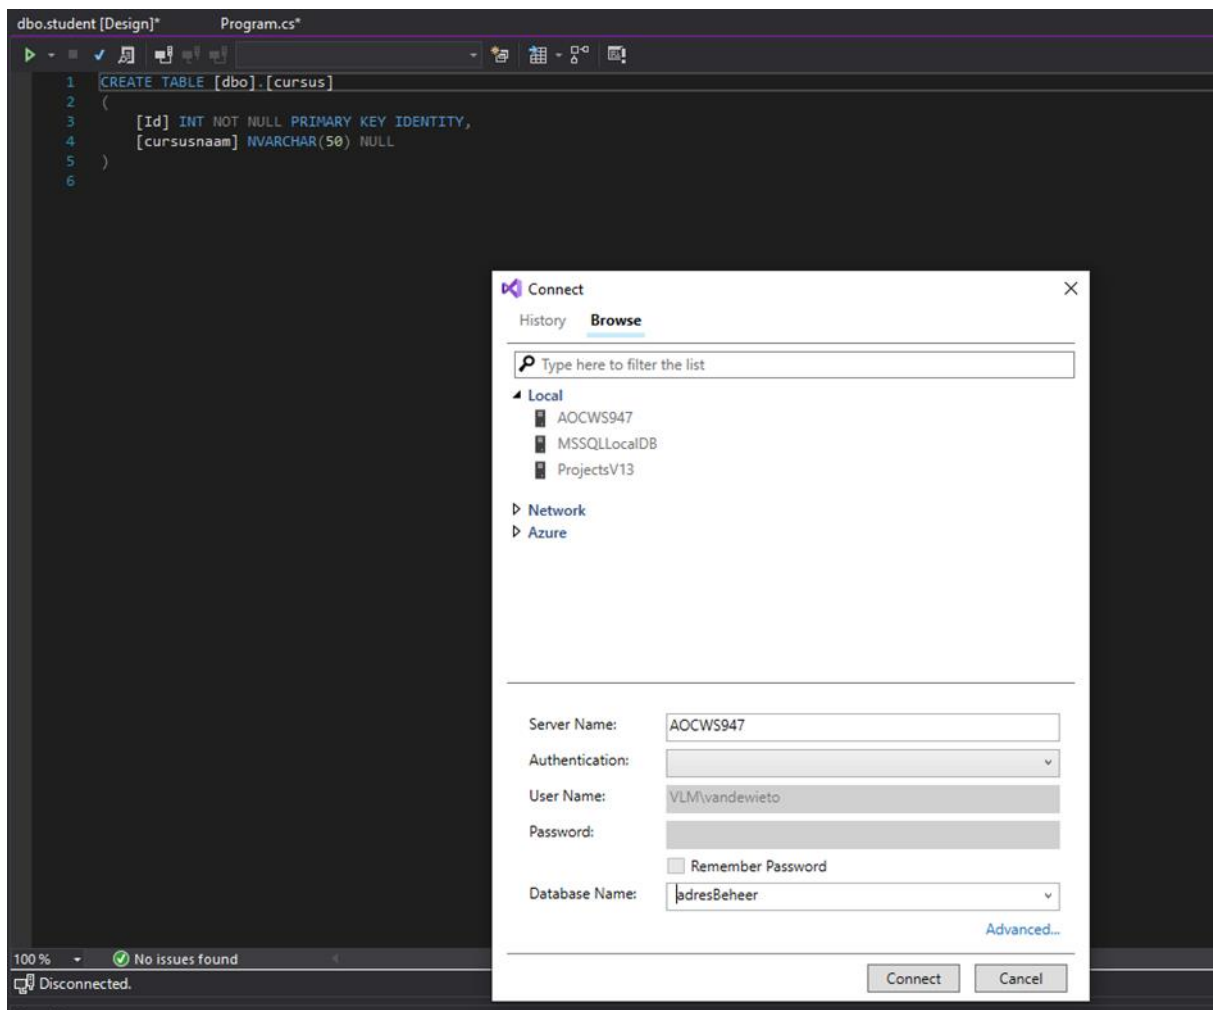 dbo.student [Design]* Program.cs*
1 CREATE TABLE [dbo].[cursus]
2 (
3 [Id] INT NOT NULL PRIMARY KEY IDENTITY,
4 [cursusnaam] NVARCHAR(50) NULL
5 )
6
Connect
History Browse
Type here to filter the list
Local
AOCWS947
MSSQLLocalDB
ProjectsV13
Network
Azure
Server Name: AOCWS947
Authentication:
User Name: VLM\vandewieto
Password:
Remember Password
Database Name: adresBeheer
Advanced...
100 % No issues found
Connect Cancel
Disconnected.